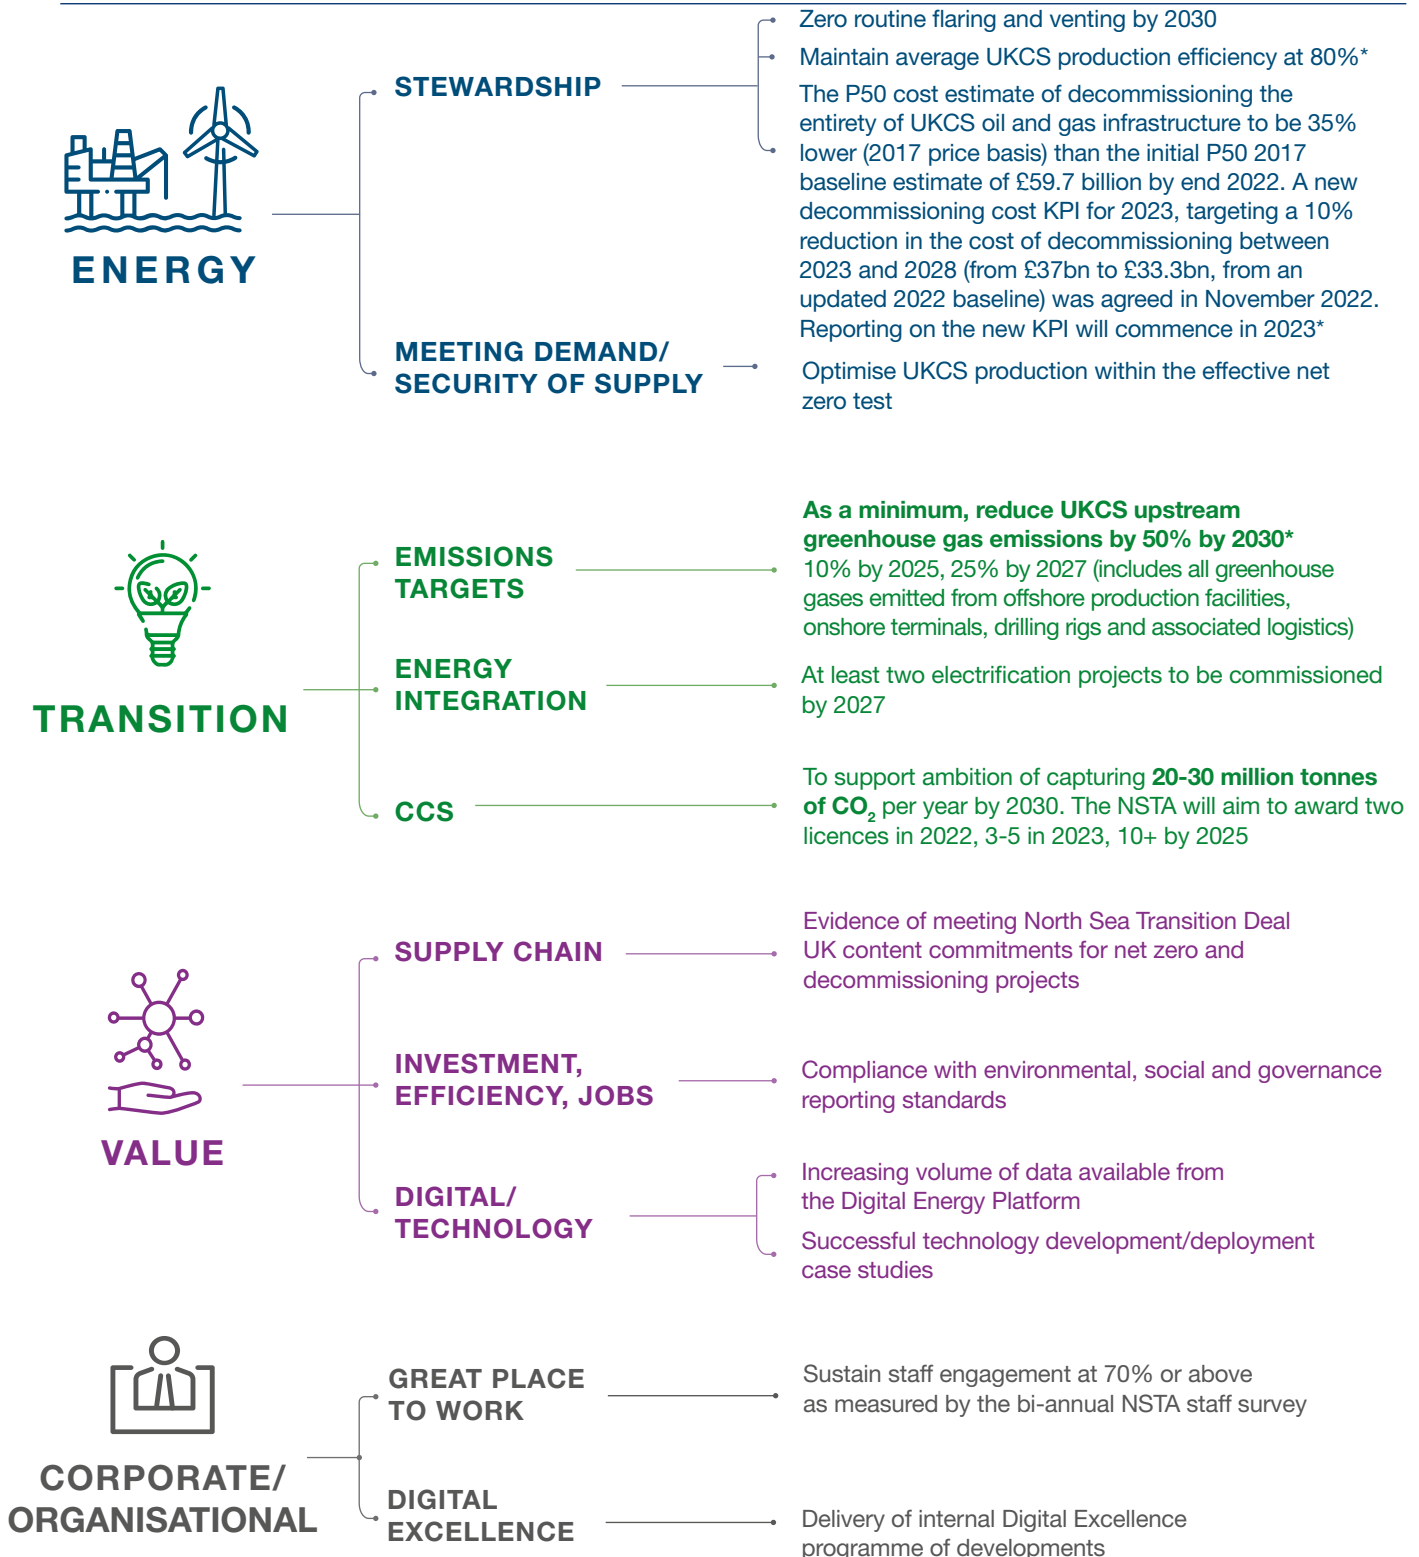 ENERGY
STEWARDSHIP
Zero routine flaring and venting by 2030
Maintain average UKCS production efficiency at 80%*
The P50 cost estimate of decommissioning the
entirety of UKCS oil and gas infrastructure to be 35%
lower (2017 price basis) than the initial P50 2017
baseline estimate of £59.7 billion by end 2022. A new
decommissioning cost KPI for 2023, targeting a 10%
reduction in the cost of decommissioning between
2023 and 2028 (from £37bn to £33.3bn, from an
updated 2022 baseline) was agreed in November 2022.
Reporting on the new KPI will commence in 2023*
MEETING DEMAND/
SECURITY OF SUPPLY
Optimise UKCS production within the effective net
zero test
TRANSITION
EMISSIONS
TARGETS
As a minimum, reduce UKCS upstream
greenhouse gas emissions by 50% by 2030*
10% by 2025, 25% by 2027 (includes all greenhouse
gases emitted from offshore production facilities,
onshore terminals, drilling rigs and associated logistics)
ENERGY
INTEGRATION
At least two electrification projects to be commissioned
by 2027
CCS
To support ambition of capturing 20-30 million tonnes
of CO₂ per year by 2030. The NSTA will aim to award two
licences in 2022, 3-5 in 2023, 10+ by 2025
VALUE
SUPPLY CHAIN
Evidence of meeting North Sea Transition Deal
UK content commitments for net zero and
decommissioning projects
INVESTMENT,
EFFICIENCY, JOBS
Compliance with environmental, social and governance
reporting standards
DIGITAL/
TECHNOLOGY
Increasing volume of data available from
the Digital Energy Platform
Successful technology development/deployment
case studies
CORPORATE/
ORGANISATIONAL
GREAT PLACE
TO WORK
Sustain staff engagement at 70% or above
as measured by the bi-annual NSTA staff survey
DIGITAL
EXCELLENCE
Delivery of internal Digital Excellence
programme of developments